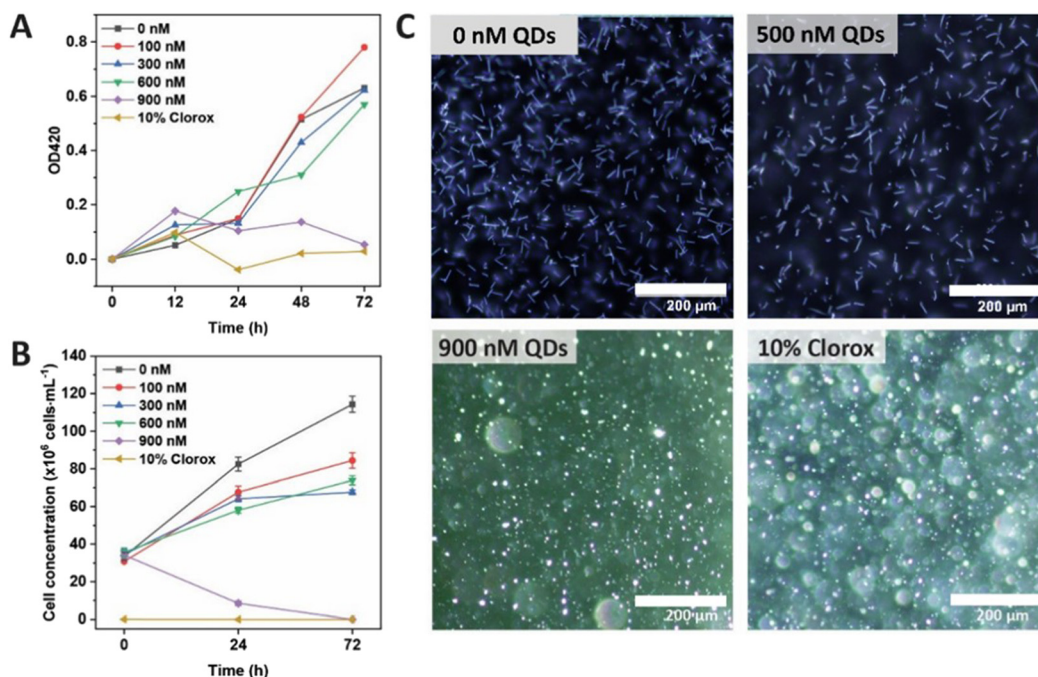 A
0 nM
100 nM
300 nM
600 nM
900 nM
10% Clorox
OD420
0.8
0.6
0.4
0.2
0.0
0 12 24 48 72
Time (h)
B
0 nM
100 nM
300 nM
600 nM
900 nM
10% Clorox
Cell concentration (x10⁶ cells·mL⁻¹)
140
120
100
80
60
40
20
0
0 24 72
Time (h)
C
0 nM QDs
200 µm
500 nM QDs
200 µm
900 nM QDs
200 µm
10% Clorox
200 µm